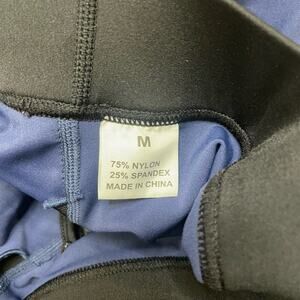 M
75% NYLON
25% SPANDEX
MADE IN CHINA